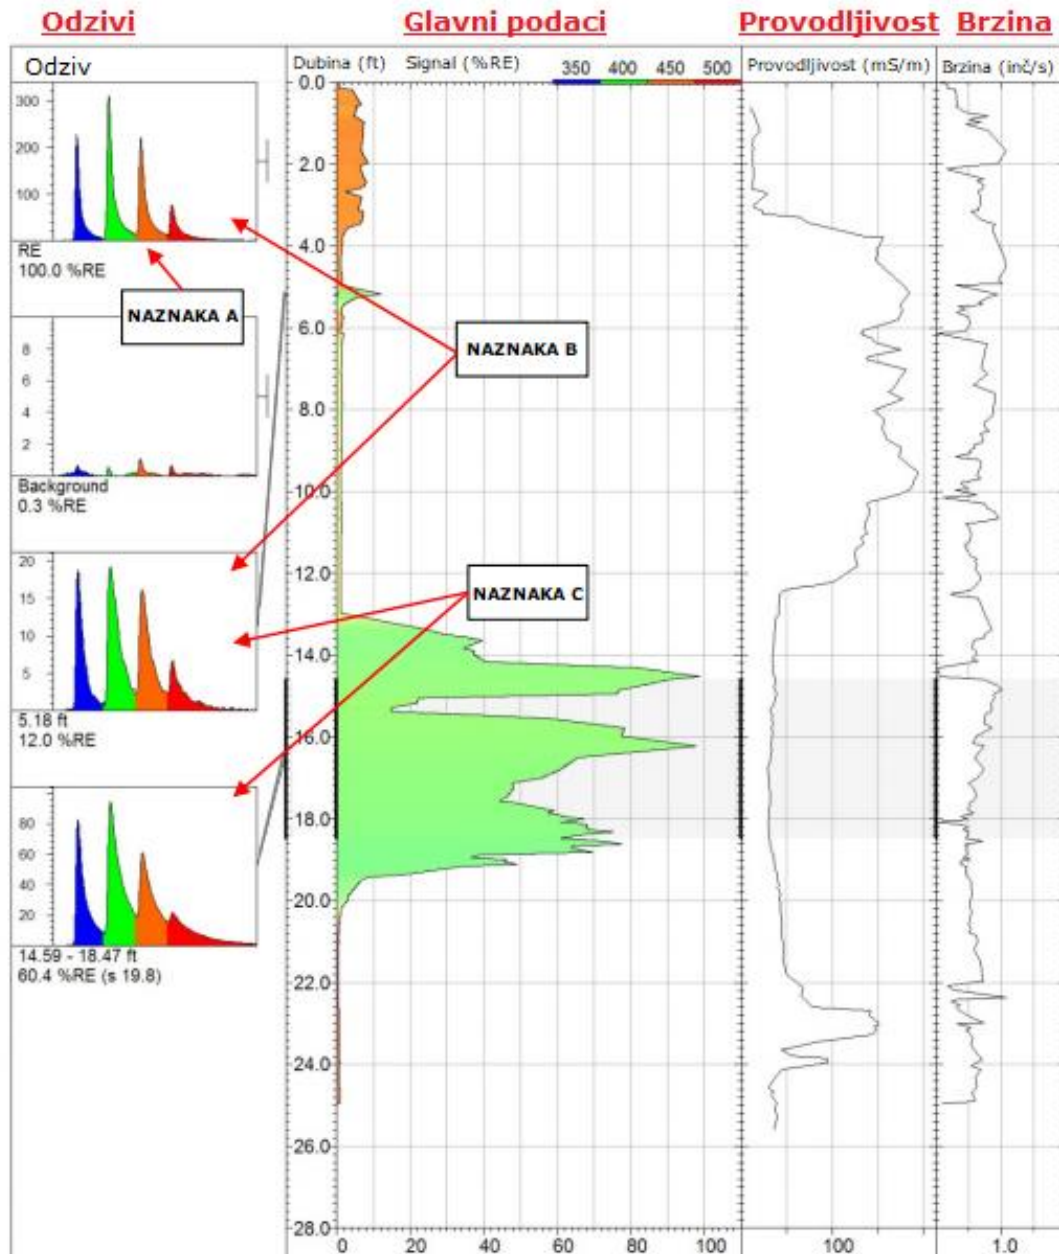 Odzivi
Glavni podaci
Provodljivost
Brzina
Odziv
300
200
100
RE
100.0 %RE
NAZNAKA A
8
6
4
2
Background
0.3 %RE
20
15
10
5
5.18 ft
12.0 %RE
80
60
40
20
14.59 - 18.47 ft
60.4 %RE (s 19.8)
Dubina (ft) Signal (%RE) 350 400 450 500
0.0
2.0
4.0
6.0
8.0
10.0
12.0
14.0
16.0
18.0
20.0
22.0
24.0
26.0
28.0
NAZNAKA B
NAZNAKA C
0 20 40 60 80 100
Provodljivost (mS/m)
100
Brzina (inč/s)
1.0